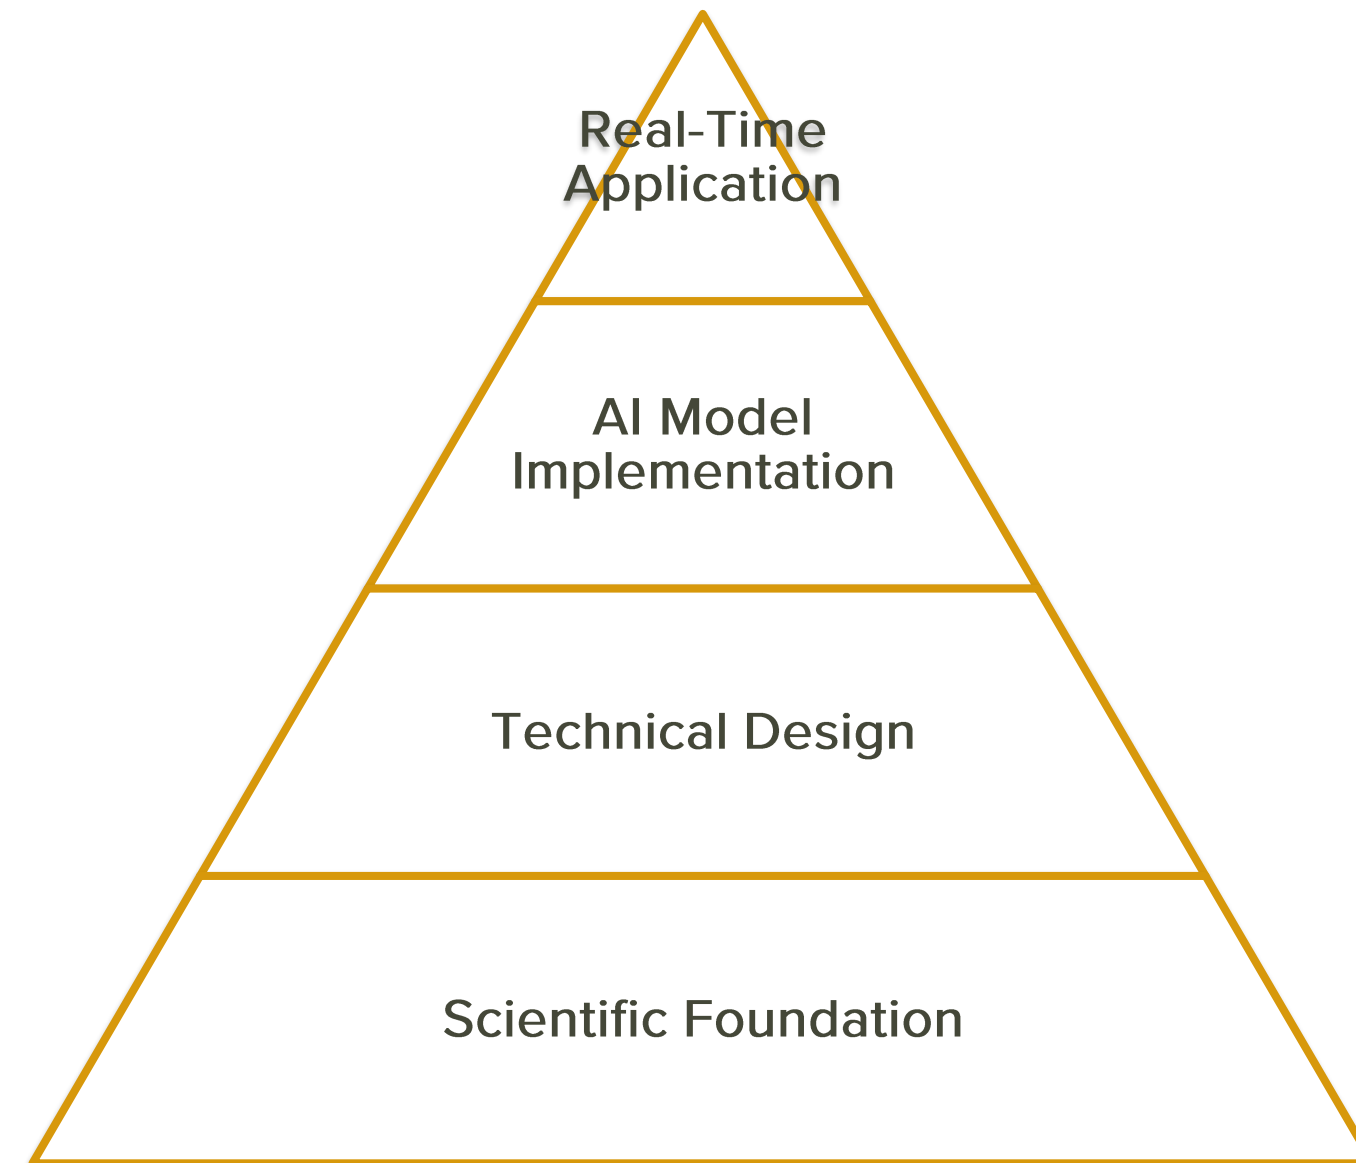 Real-Time
Application
AI Model
Implementation
Technical Design
Scientific Foundation